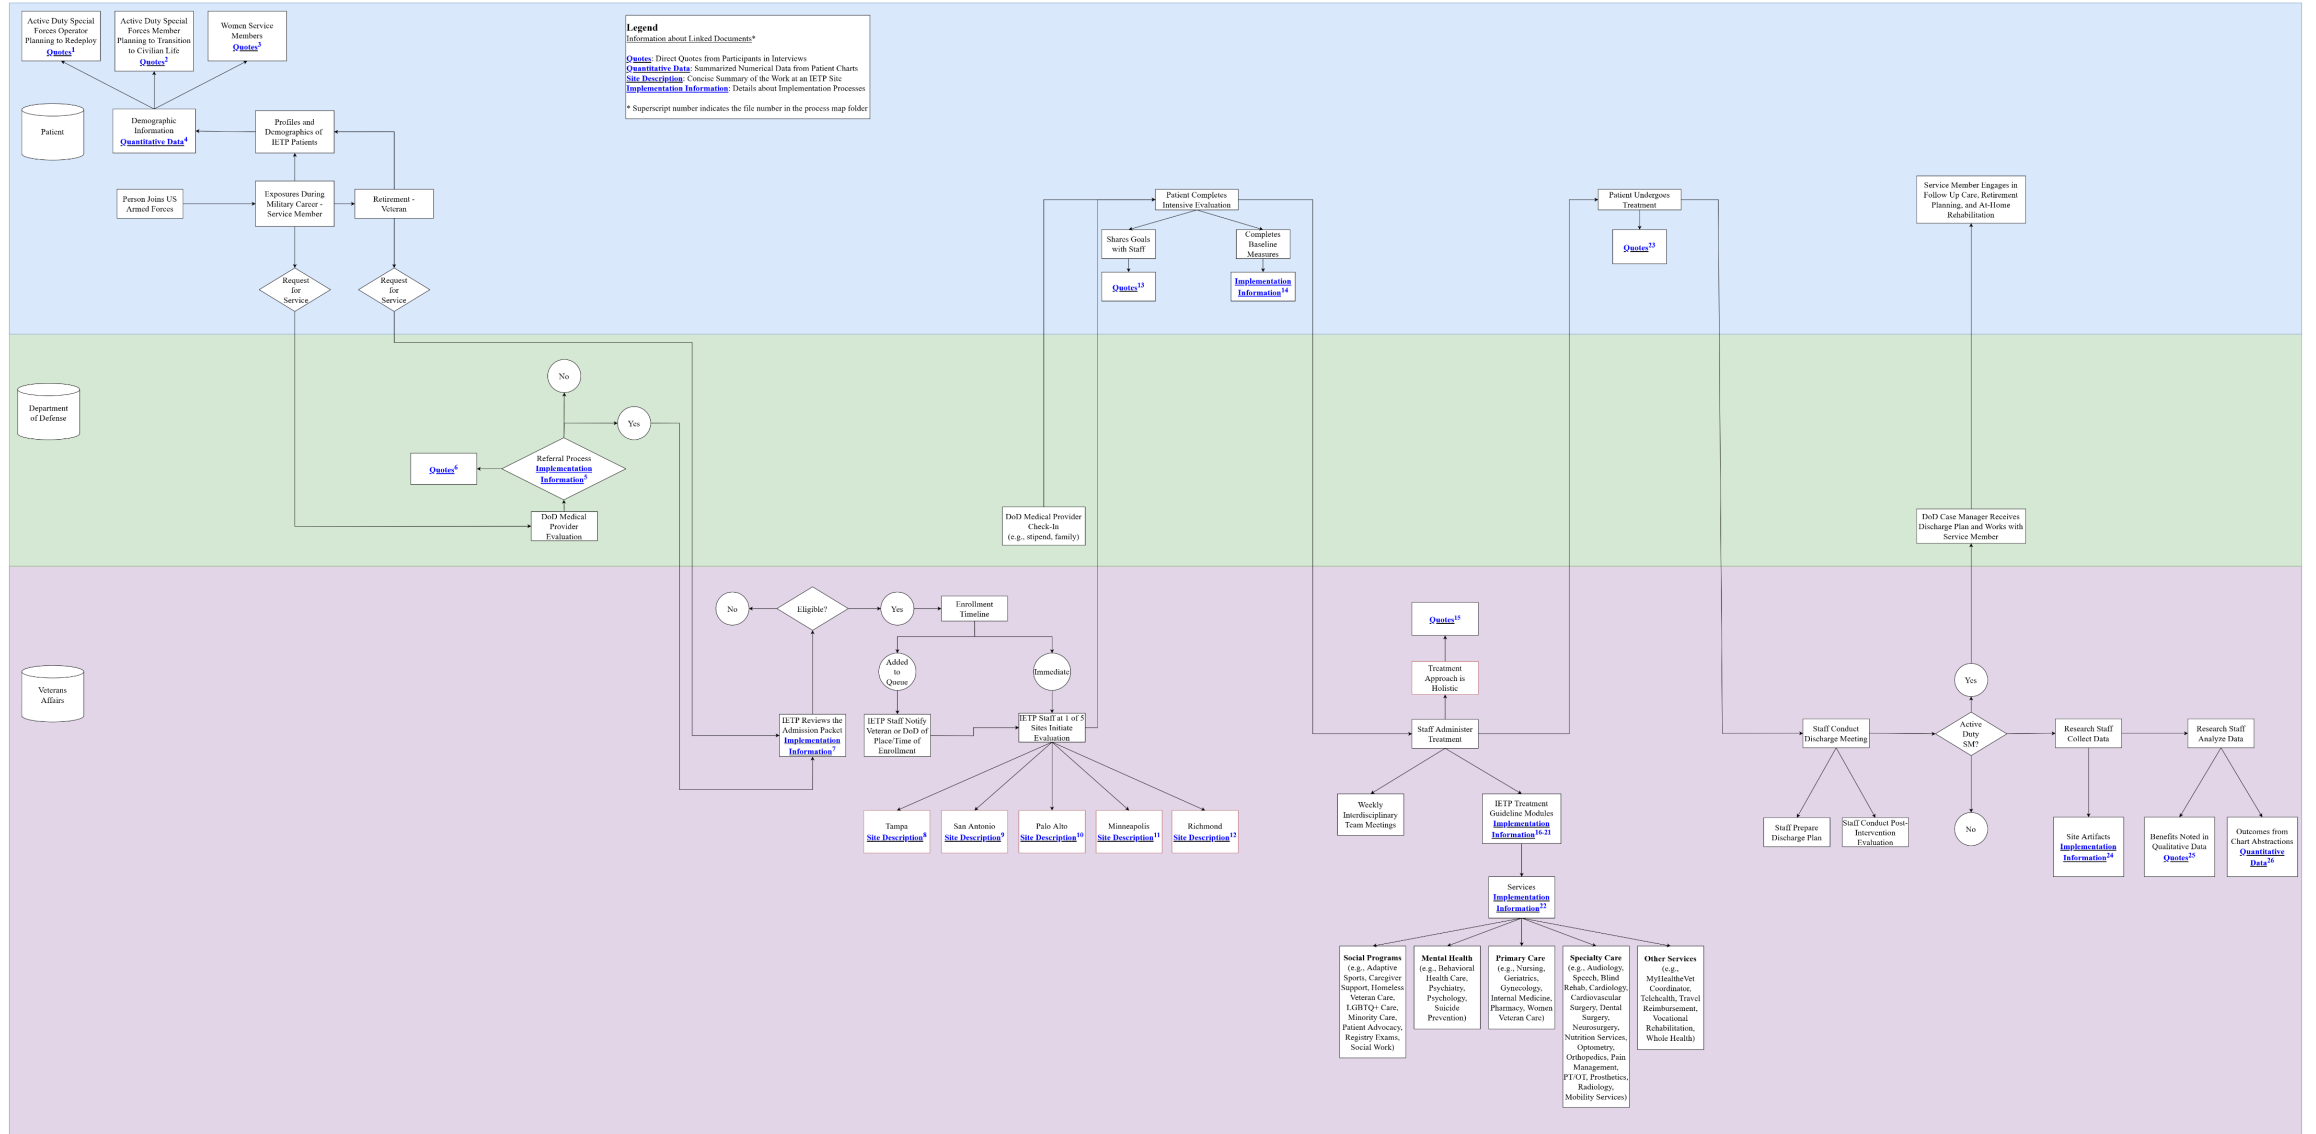 Active Duty Special
Forces Operator
Planning to Redeploy
Quotes1
Active Duty Special
Forces Member
Planning to Transition
to Civilian Life
Quotes2
Women Service
Members
Quotes3
Legend
Information about Linked Documents*
Quotes: Direct Quotes from Participants in Interviews
Quantitative Data: Summarized Numerical Data from Patient Charts
Site Description: Concise Summary of the Work at an IETP Site
Implementation Information: Details about Implementation Processes
* Superscript number indicates the file number in the process map folder
Patient
Demographic
Information
Quantitative Data4
Profiles and
Demographics of
IETP Patients
Person Joins US
Armed Forces
Exposures During
Military Career -
Service Member
Retirement -
Veteran
Request
for
Service
Request
for
Service
Patient Completes
Intensive Evaluation
Shares Goals
with Staff
Quotes13
Completes
Baseline
Measures
Implementation
Information14
Patient Undergoes
Treatment
Quotes23
Service Member Engages in
Follow Up Care, Retirement
Planning, and At-Home
Rehabilitation
Department
of Defense
No
Yes
Referral Process
Implementation
Information5
Quotes6
DoD Medical
Provider
Evaluation
DoD Medical Provider
Check-In
(e.g., stipend, family)
DoD Case Manager Receives
Discharge Plan and Works with
Service Member
Veterans
Affairs
No
Eligible?
Yes
Enrollment
Timeline
Added
to
Queue
Immediate
IETP Reviews the
Admission Packet
Implementation
Information7
IETP Staff Notify
Veteran or DoD of
Place/Time of
Enrollment
IETP Staff at 1 of 5
Sites Initiate
Evaluation
Tampa
Site Description8
San Antonio
Site Description9
Palo Alto
Site Description10
Minneapolis
Site Description11
Richmond
Site Description12
Quotes15
Treatment
Approach is
Holistic
Staff Administer
Treatment
Weekly
Interdisciplinary
Team Meetings
IETP Treatment
Guideline Modules
Implementation
Information16-21
Services
Implementation
Information22
Social Programs
(e.g., Adaptive
Sports, Caregiver
Support, Homeless
Veteran Care,
LGBTQ+ Care,
Minority Care,
Patient Advocacy,
Registry Exams,
Social Work)
Mental Health
(e.g., Behavioral
Health Care,
Psychiatry,
Psychology,
Suicide
Prevention)
Primary Care
(e.g., Nursing,
Geriatrics,
Gynecology,
Internal Medicine,
Pharmacy, Women
Veteran Care)
Specialty Care
(e.g., Audiology,
Speech, Blind
Rehab, Cardiology,
Cardiovascular
Surgery, Dental
Surgery,
Neurosurgery,
Nutrition Services,
Optometry,
Orthopedics, Pain
Management,
PT/OT, Prosthetics,
Radiology,
Mobility Services)
Other Services
(e.g.,
MyHealtheVet
Coordinator,
Telehealth, Travel
Reimbursement,
Vocational
Rehabilitation,
Whole Health)
Staff Conduct
Discharge Meeting
Staff Prepare
Discharge Plan
Staff Conduct Post-
Intervention
Evaluation
Yes
Active
Duty
SM?
No
Research Staff
Collect Data
Site Artifacts
Implementation
Information24
Research Staff
Analyze Data
Benefits Noted in
Qualitative Data
Quotes25
Outcomes from
Chart Abstractions
Quantitative
Data26